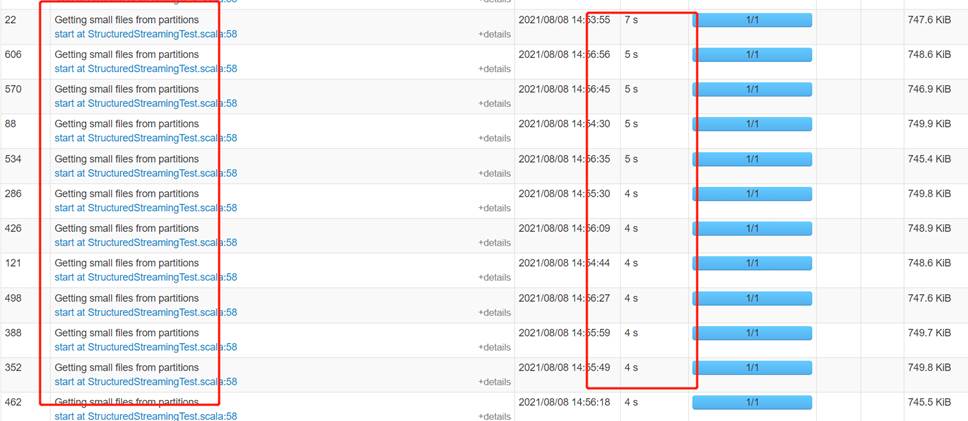 +details
22 Getting small files from partitions 2021/08/08 14:53:55 7 s 1/1 747.6 KiB
start at StructuredStreamingTest.scala:58 +details
606 Getting small files from partitions 2021/08/08 14:56:56 5 s 1/1 748.6 KiB
start at StructuredStreamingTest.scala:58 +details
570 Getting small files from partitions 2021/08/08 14:56:45 5 s 1/1 746.9 KiB
start at StructuredStreamingTest.scala:58 +details
88 Getting small files from partitions 2021/08/08 14:54:30 5 s 1/1 749.9 KiB
start at StructuredStreamingTest.scala:58 +details
534 Getting small files from partitions 2021/08/08 14:56:35 5 s 1/1 745.4 KiB
start at StructuredStreamingTest.scala:58 +details
286 Getting small files from partitions 2021/08/08 14:55:30 4 s 1/1 749.8 KiB
start at StructuredStreamingTest.scala:58 +details
426 Getting small files from partitions 2021/08/08 14:56:09 4 s 1/1 748.9 KiB
start at StructuredStreamingTest.scala:58 +details
121 Getting small files from partitions 2021/08/08 14:54:44 4 s 1/1 748.6 KiB
start at StructuredStreamingTest.scala:58 +details
498 Getting small files from partitions 2021/08/08 14:56:27 4 s 1/1 747.6 KiB
start at StructuredStreamingTest.scala:58 +details
388 Getting small files from partitions 2021/08/08 14:55:59 4 s 1/1 749.7 KiB
start at StructuredStreamingTest.scala:58 +details
352 Getting small files from partitions 2021/08/08 14:55:49 4 s 1/1 749.8 KiB
start at StructuredStreamingTest.scala:58 +details
462 Getting small files from partitions 2021/08/08 14:56:18 4 s 1/1 745.5 KiB
start at StructuredStreamingTest.scala:58 +details